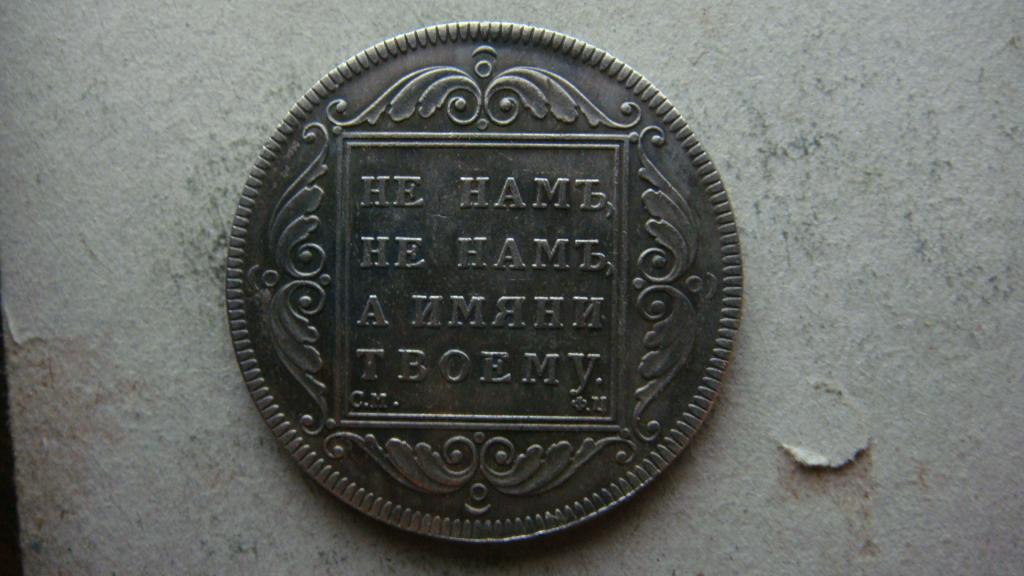 НЕ НАМЪ,
НЕ НАМЪ,
А ИМЯНИ
ТВОЕМУ.
С.М. Ф.Ц